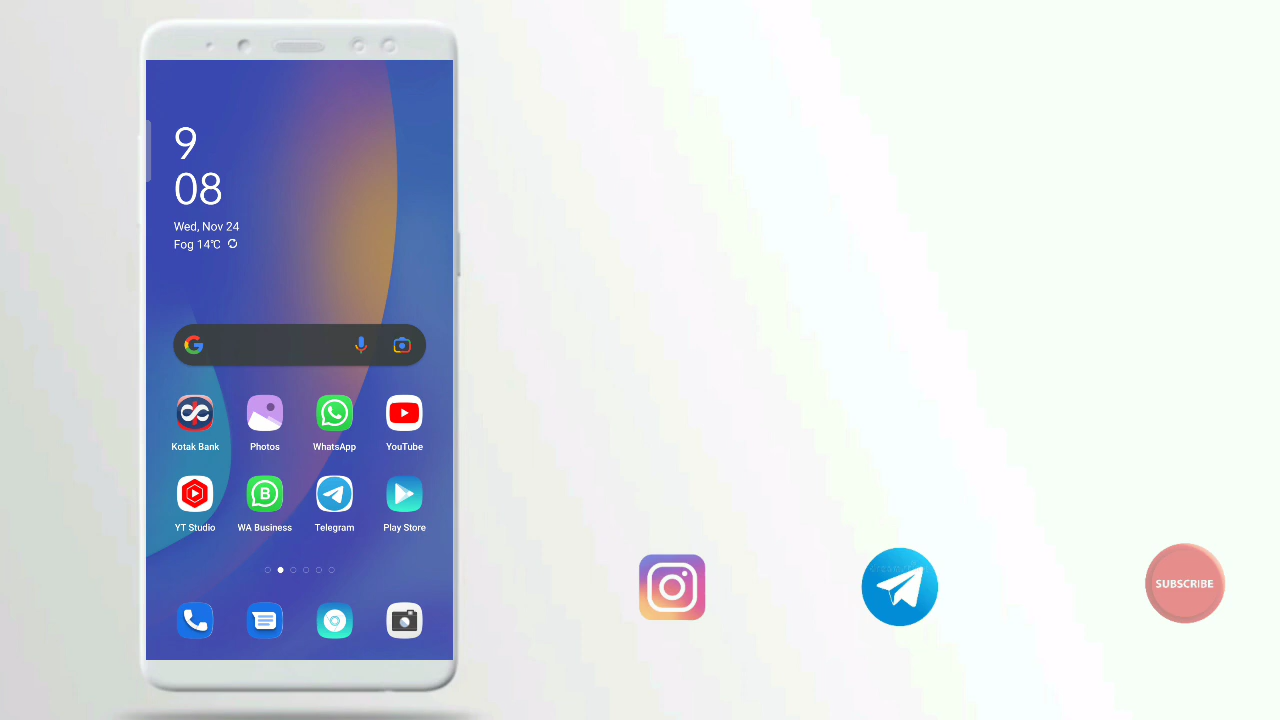 9
08
Wed, Nov 24
Fog 14℃
Kotak Bank
Photos
WhatsApp
YouTube
YT Studio
WA Business
Telegram
Play Store
SUBSCRIBE